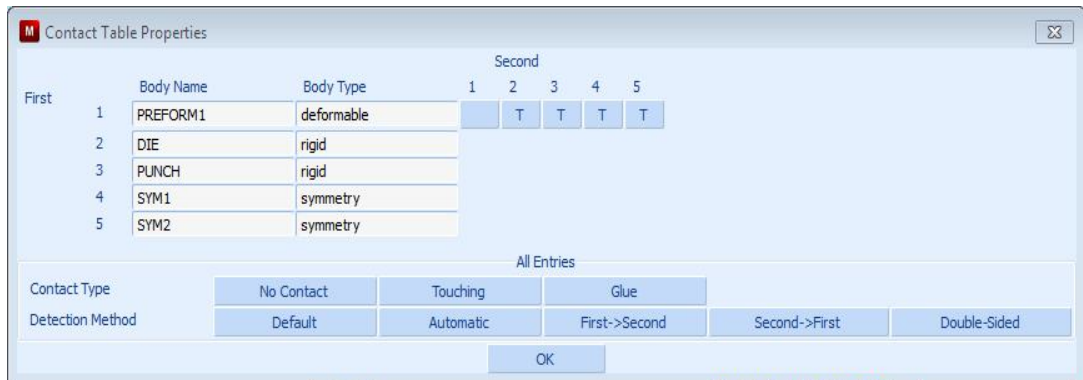 M Contact Table Properties
Second
Body Name Body Type 1 2 3 4 5
First
1 PREFORM1 deformable T T T T
2 DIE rigid
3 PUNCH rigid
4 SYM1 symmetry
5 SYM2 symmetry
All Entries
Contact Type No Contact Touching Glue
Detection Method Default Automatic First->Second Second->First Double-Sided
OK